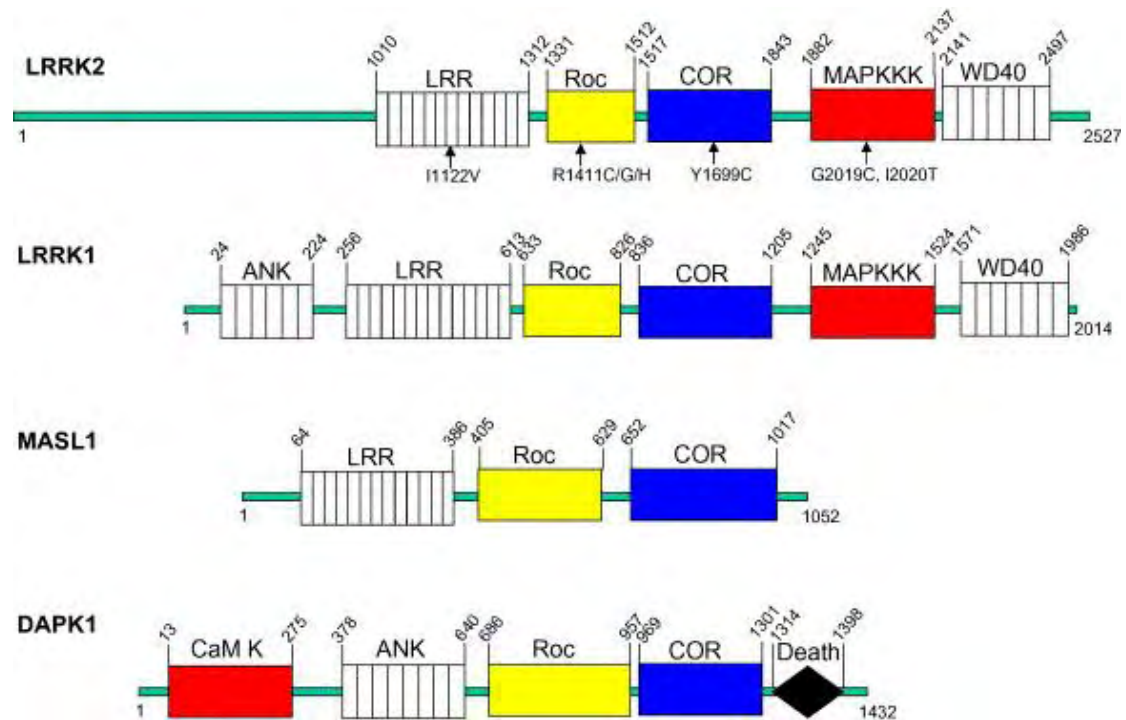 LRRK2
1010 1312 1331 1512 1517 1843 1882 2137 2141 2497
LRR Roc COR MAPKKK WD40
1 2527
I1122V R1411C/G/H Y1699C G2019C, I2020T
LRRK1
24 224 256 613 633 826 836 1205 1245 1524 1571 1986
ANK LRR Roc COR MAPKKK WD40
1 2014
MASL1
64 386 405 629 652 1017
LRR Roc COR
1 1052
DAPK1
13 275 378 640 686 957 969 1301 1314 1398
CaM K ANK Roc COR Death
1 1432